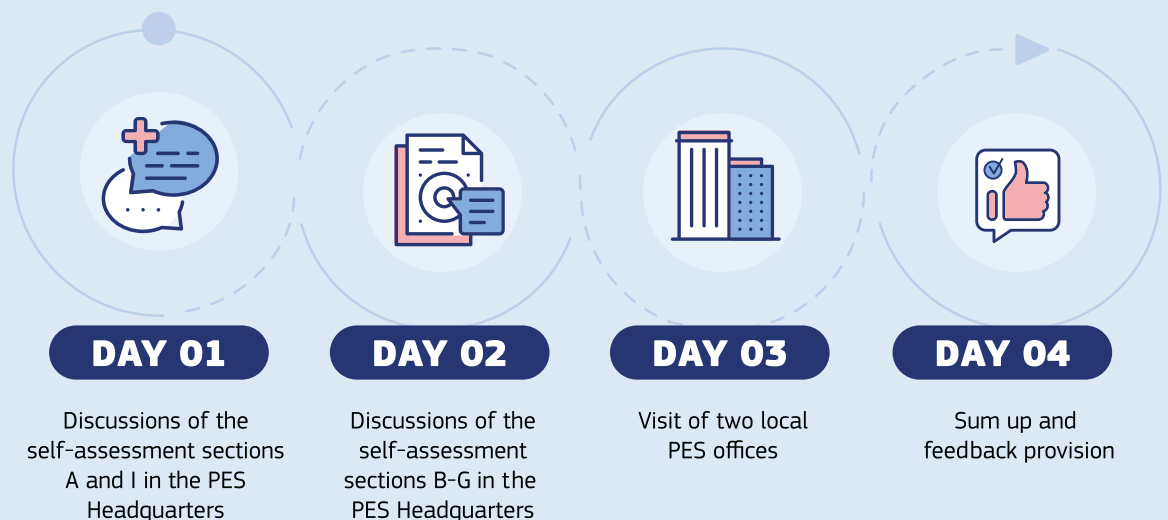 DAY 01
Discussions of the
self-assessment sections
A and I in the PES
Headquarters
DAY 02
Discussions of the
self-assessment
sections B-G in the
PES Headquarters
DAY 03
Visit of two local
PES offices
DAY 04
Sum up and
feedback provision